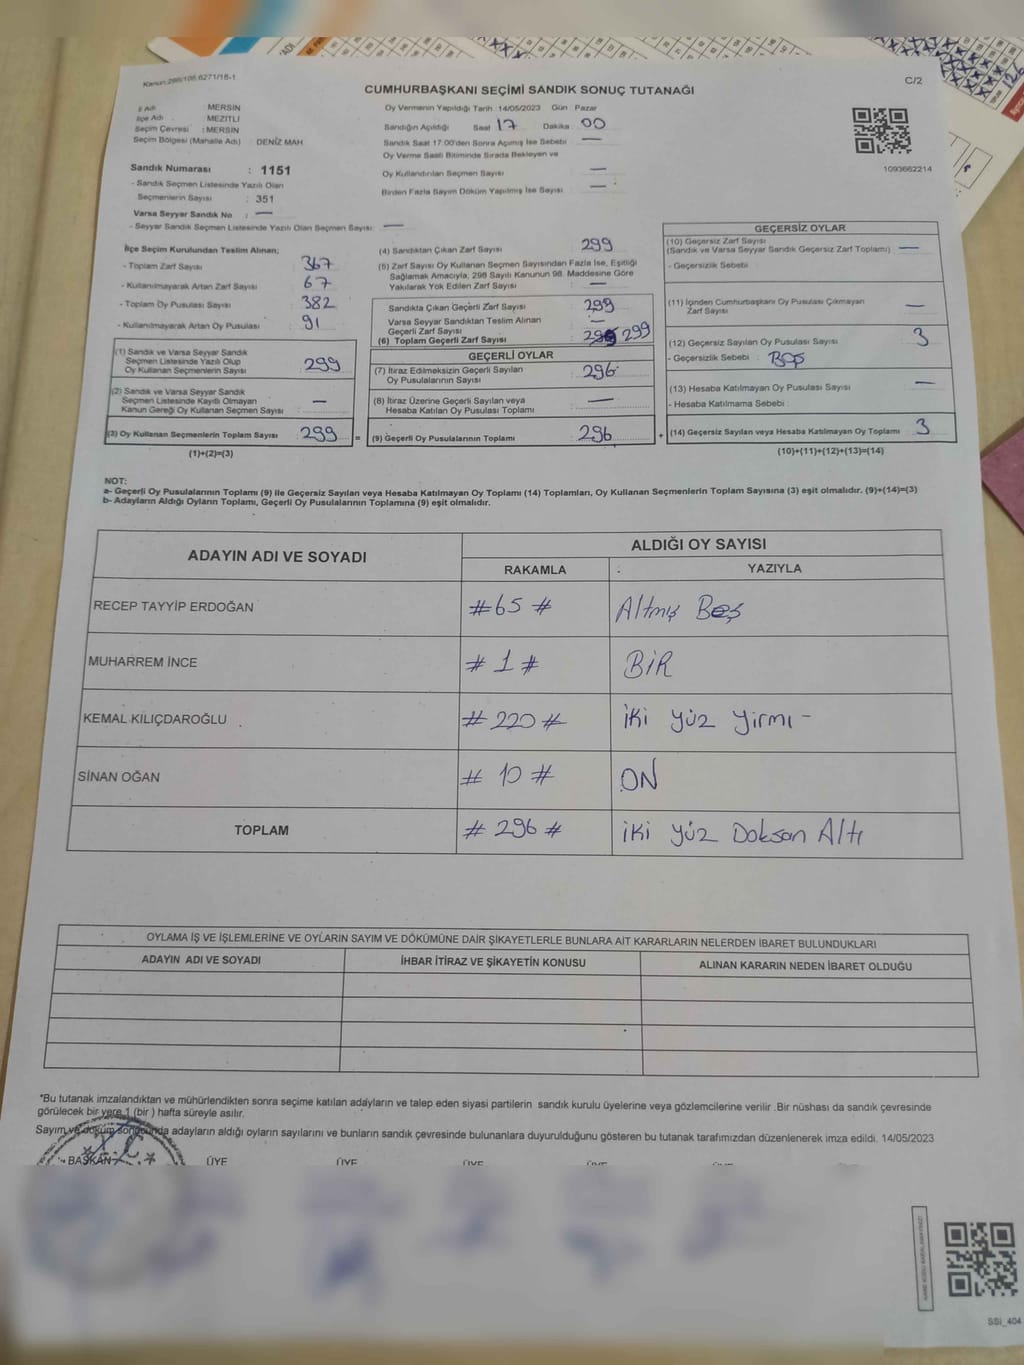 Kanun:298/105.6271/18-1
C/2
CUMHURBAŞKANI SEÇİMİ SANDIK SONUÇ TUTANAĞI
İl Adı : MERSİN
İlçe Adı : MEZİTLİ
Seçim Çevresi : MERSİN
Seçim Bölgesi (Mahalle Adı) DENİZ MAH
Sandık Numarası : 1151
- Sandık Seçmen Listesinde Yazılı Olan
Seçmenlerin Sayısı : 351
Varsa Seyyar Sandık No : —
- Seyyar Sandık Seçmen Listesinde Yazılı Olan Seçmen Sayısı: —
Oy Vermenin Yapıldığı Tarih :14/05/2023 Gün : Pazar
Sandığın Açıldığı Saat 17 Dakika 00
Sandık Saat 17:00'den Sonra Açımış İse Sebebi —
Oy Verme Saati Bitiminde Sırada Bekleyen ve
Oy Kullandırılan Seçmen Sayısı —
Birden Fazla Sayım Döküm Yapılmış İse Sayısı —
1093662214
İlçe Seçim Kurulundan Teslim Alınan;
- Toplam Zarf Sayısı 367
- Kullanılmayarak Artan Zarf Sayısı 67
- Toplam Oy Pusulası Sayısı 382
- Kullanılmayarak Artan Oy Pusulası 91
(1) Sandık ve Varsa Seyyar Sandık
Seçmen Listesinde Yazılı Olup
Oy Kullanan Seçmenlerin Sayısı : 299
(2) Sandık ve Varsa Seyyar Sandık
Seçmen Listesinde Kayıtlı Olmayan
Kanun Gereği Oy Kullanan Seçmen Sayısı —
(3) Oy Kullanan Seçmenlerin Toplam Sayısı : 299 =
(1)+(2)=(3)
(4) Sandıktan Çıkan Zarf Sayısı 299
(5) Zarf Sayısı Oy Kullanan Seçmen Sayısından Fazla İse, Eşitliği
Sağlamak Amacıyla, 298 Sayılı Kanunun 98. Maddesine Göre
Yakılarak Yok Edilen Zarf Sayısı : —
Sandıkta Çıkan Geçerli Zarf Sayısı : 299
Varsa Seyyar Sandıktan Teslim Alınan
Geçerli Zarf Sayısı : —
(6) Toplam Geçerli Zarf Sayısı : 299
GEÇERLİ OYLAR
(7) İtiraz Edilmeksizin Geçerli Sayılan
Oy Pusulalarının Sayısı : 296
(8) İtiraz Üzerine Geçerli Sayılan veya
Hesaba Katılan Oy Pusulası Toplamı : —
(9) Geçerli Oy Pusulalarının Toplamı : 296 +
GEÇERSİZ OYLAR
(10) Geçersiz Zarf Sayısı
(Sandık ve Varsa Seyyar Sandık Geçersiz Zarf Toplamı) —
- Geçersizlik Sebebi
(11) İçinden Cumhurbaşkanı Oy Pusulası Çıkmayan
Zarf Sayısı —
(12) Geçersiz Sayılan Oy Pusulası Sayısı 3
- Geçersizlik Sebebi : BOŞ
(13) Hesaba Katılmayan Oy Pusulası Sayısı —
- Hesaba Katılmama Sebebi :
(14) Geçersiz Sayılan veya Hesaba Katılmayan Oy Toplamı 3
(10)+(11)+(12)+(13)=(14)
NOT:
a- Geçerli Oy Pusulalarının Toplamı (9) ile Geçersiz Sayılan veya Hesaba Katılmayan Oy Toplamı (14) Toplamları, Oy Kullanan Seçmenlerin Toplam Sayısına (3) eşit olmalıdır. (9)+(14)=(3)
b- Adayların Aldığı Oyların Toplamı, Geçerli Oy Pusulalarının Toplamına (9) eşit olmalıdır.
ADAYIN ADI VE SOYADI ALDIĞI OY SAYISI
RAKAMLA YAZIYLA
RECEP TAYYİP ERDOĞAN #65# Altmış Beş
MUHARREM İNCE #1# BİR
KEMAL KILIÇDAROĞLU #220# iki yüz yirmi -
SİNAN OĞAN #10# ON
TOPLAM #296# iki yüz Doksan Altı
OYLAMA İŞ VE İŞLEMLERİNE VE OYLARIN SAYIM VE DÖKÜMÜNE DAİR ŞİKAYETLERLE BUNLARA AİT KARARLARIN NELERDEN İBARET BULUNDUKLARI
ADAYIN ADI VE SOYADI İHBAR İTİRAZ VE ŞİKAYETİN KONUSU ALINAN KARARIN NEDEN İBARET OLDUĞU
*Bu tutanak imzalandıktan ve mühürlendikten sonra seçime katılan adayların ve talep eden siyasi partilerin sandık kurulu üyelerine veya gözlemcilerine verilir .Bir nüshası da sandık çevresinde
görülecek bir yere 1 (bir ) hafta süreyle asılır.
Sayım ve döküm sonucunda adayların aldığı oyların sayılarını ve bunların sandık çevresinde bulunanlara duyurulduğunu gösteren bu tutanak tarafımızdan düzenlenerek imza edildi. 14/05/2023
BAŞKAN ÜYE ÜYE ÜYE ÜYE
T.C.
SSİ_404